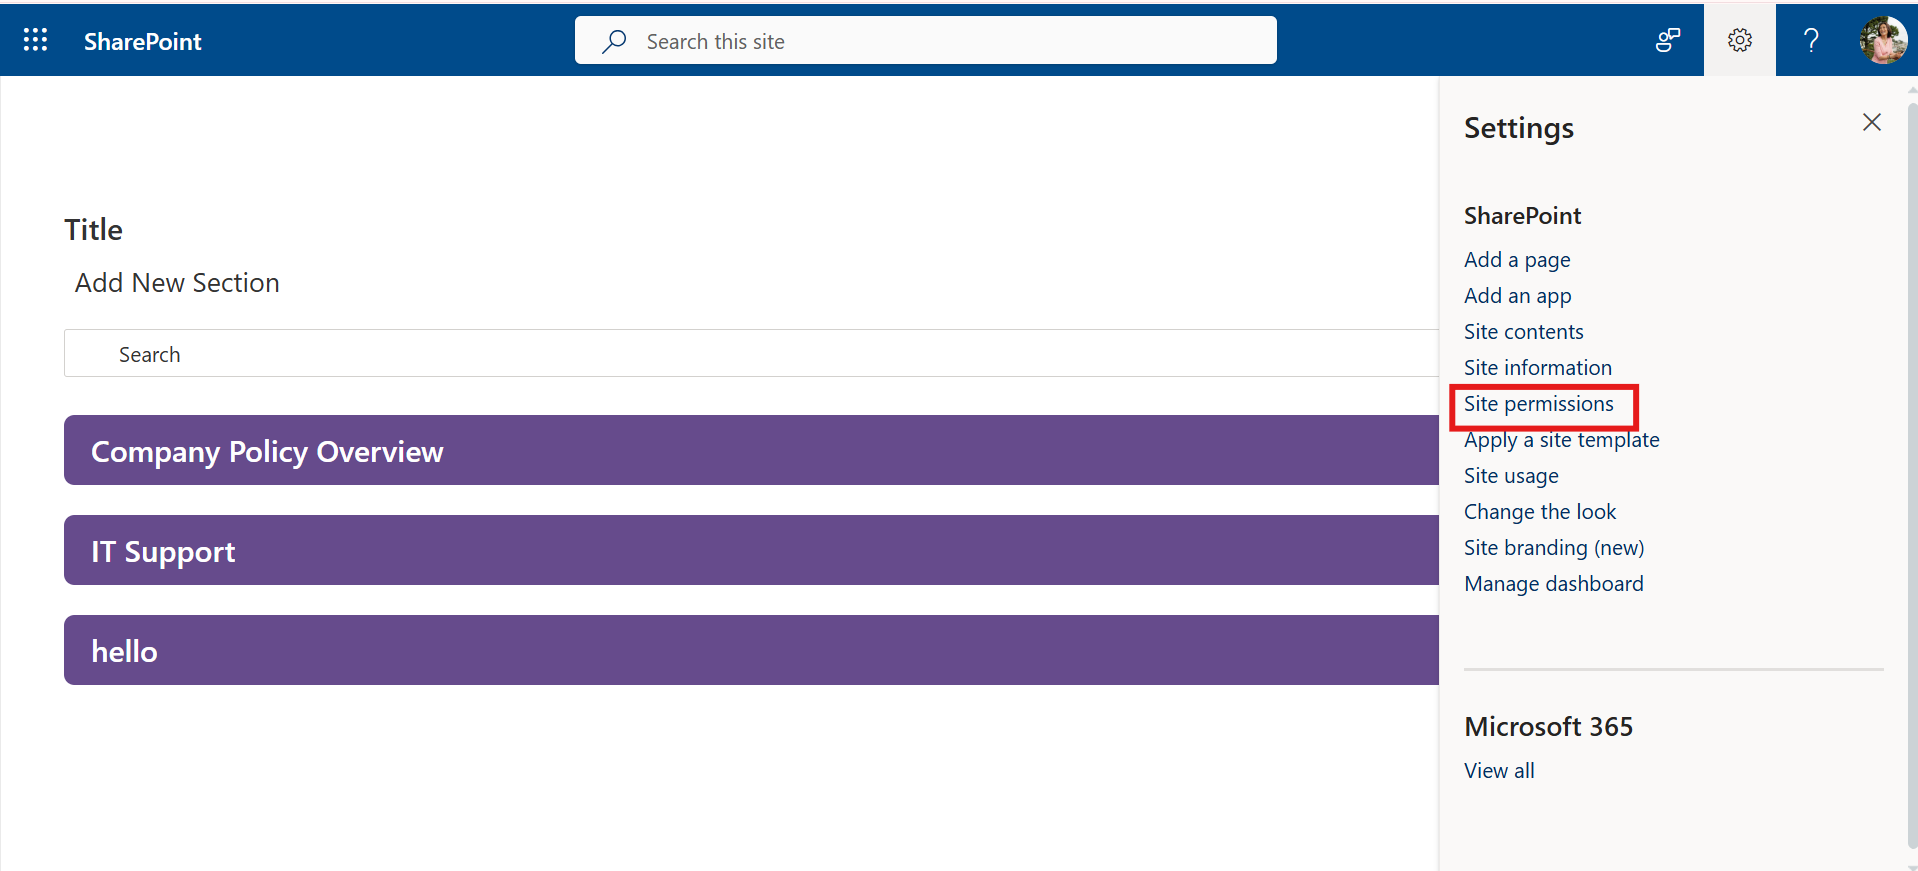 SharePoint
Search this site
?
Settings
SharePoint
Add a page
Add an app
Site contents
Site information
Site permissions
Apply a site template
Site usage
Change the look
Site branding (new)
Manage dashboard
Microsoft 365
View all
Title
Add New Section
Search
Company Policy Overview
IT Support
hello